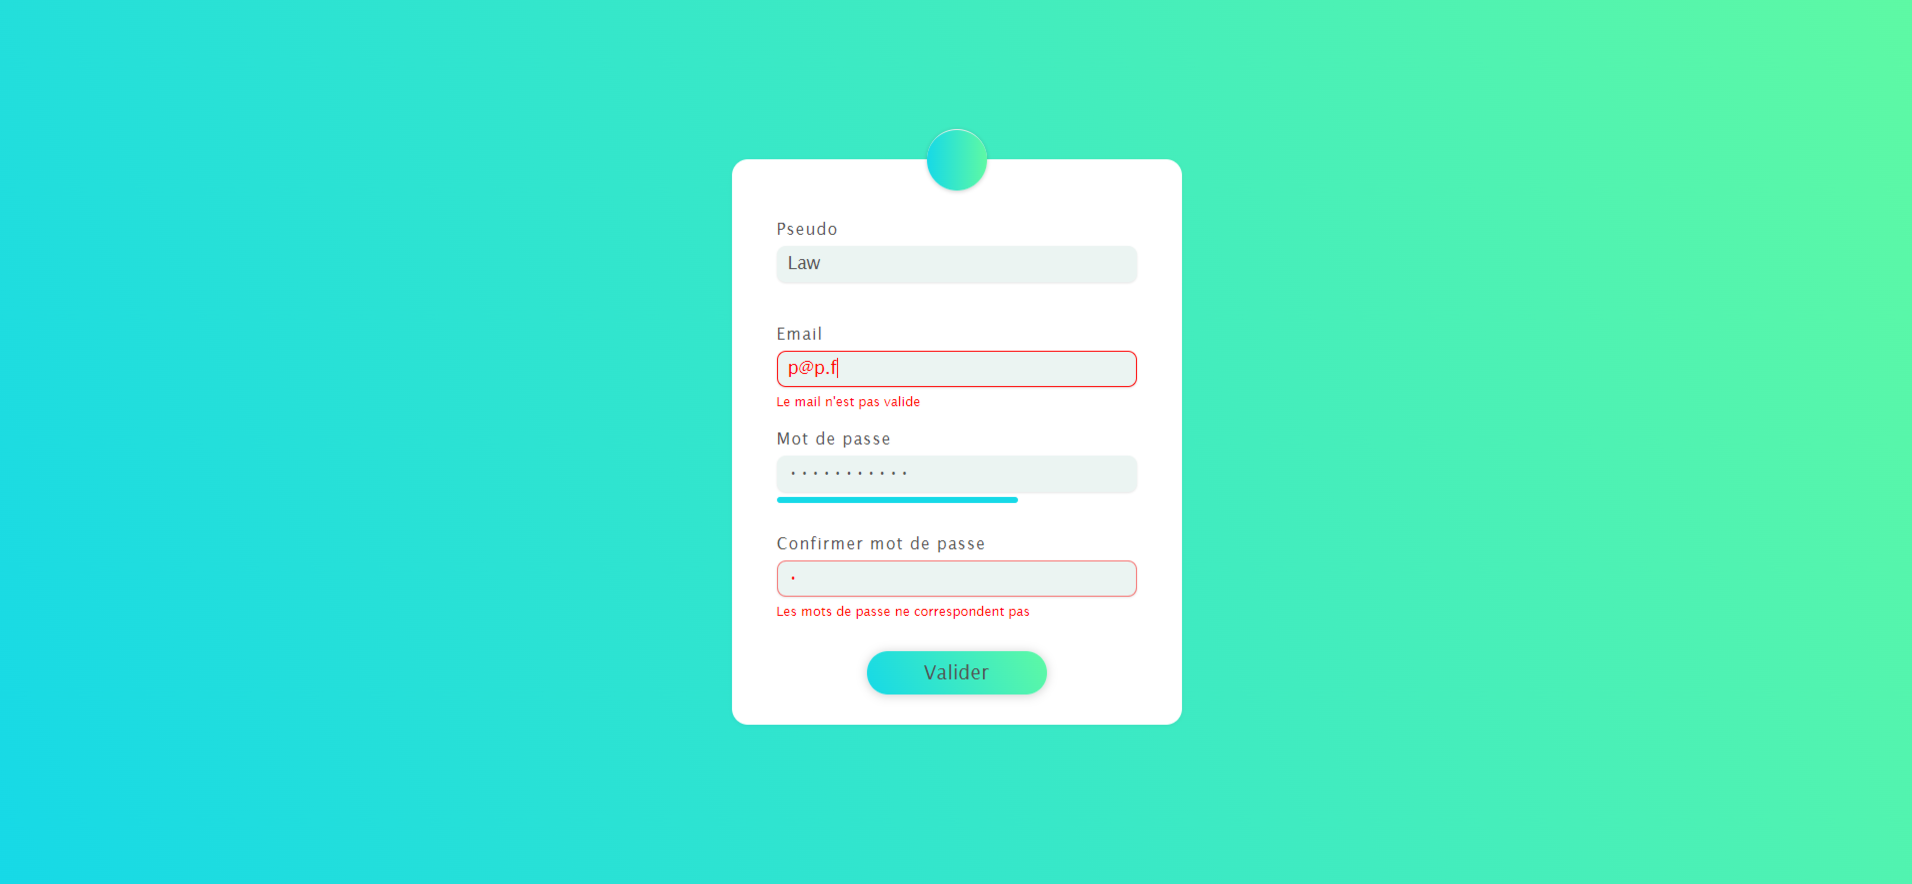 Pseudo
Law
Email
p@p.f
Le mail n'est pas valide
Mot de passe
···········
Confirmer mot de passe
·
Les mots de passe ne correspondent pas
Valider